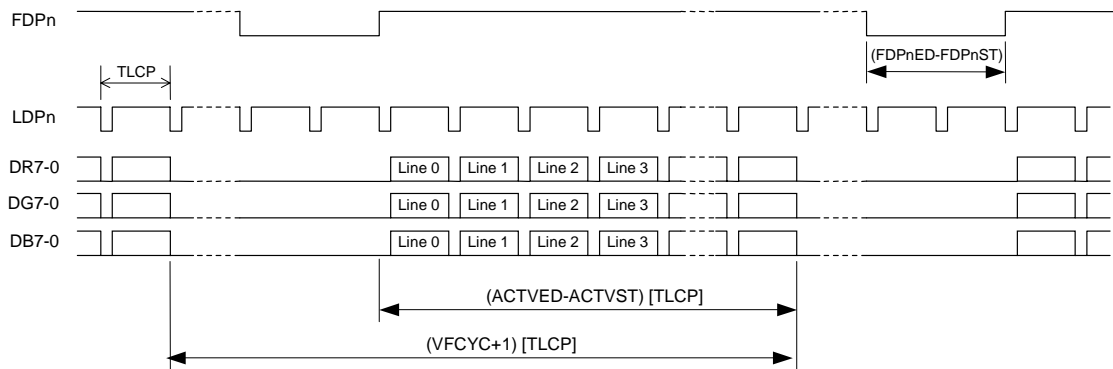 FDPn
(FDPnED-FDPnST)
TLCP
LDPn
DR7-0 Line 0 Line 1 Line 2 Line 3
DG7-0 Line 0 Line 1 Line 2 Line 3
DB7-0 Line 0 Line 1 Line 2 Line 3
(ACTVED-ACTVST) [TLCP]
(VFCYC+1) [TLCP]